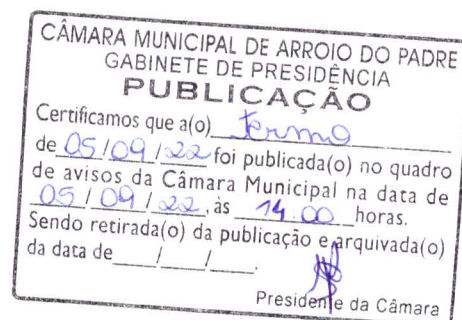 CÂMARA MUNICIPAL DE ARROIO DO PADRE
GABINETE DE PRESIDÊNCIA
PUBLICAÇÃO
Certificamos que a(o) Termo
de 05/09/22 foi publicada(o) no quadro
de avisos da Câmara Municipal na data de
05/09/22, às 14.00 horas.
Sendo retirada(o) da publicação e arquivada(o)
da data de ___/___/___.
Presidente da Câmara